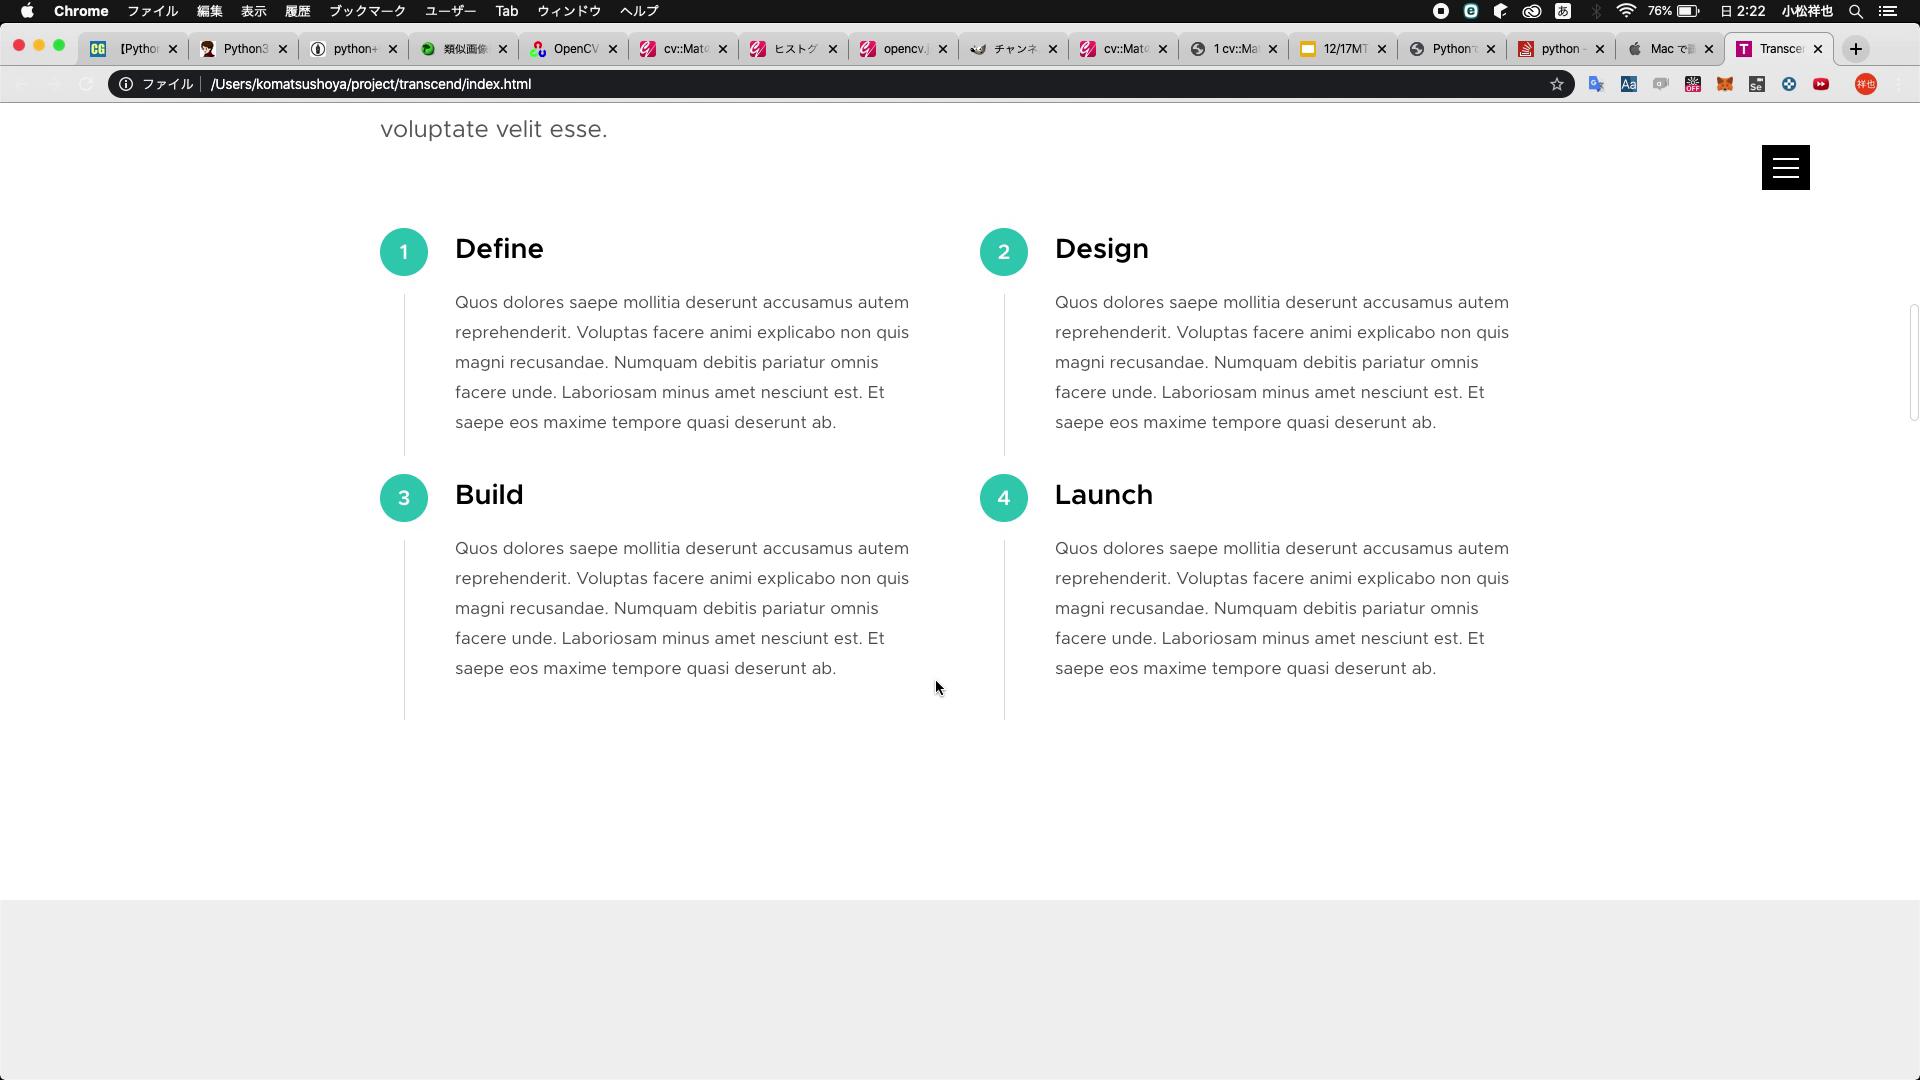 Chrome ファイル 編集 表示 履歴 ブックマーク ユーザー Tab ウィンドウ ヘルプ あ 76% 日 2:22 小松祥也
CG 【Pytho Python3 python+ 類似画像 OpenCV cv::Mat ヒストグ opencv. チャンネ cv::Mat 1 cv::Ma 12/17MT Python python - Mac で Transce
ファイル /Users/komatsushoya/project/transcend/index.html Aa OFF Se 祥也
voluptate velit esse.
1 Define
Quos dolores saepe mollitia deserunt accusamus autem
reprehenderit. Voluptas facere animi explicabo non quis
magni recusandae. Numquam debitis pariatur omnis
facere unde. Laboriosam minus amet nesciunt est. Et
saepe eos maxime tempore quasi deserunt ab.
2 Design
Quos dolores saepe mollitia deserunt accusamus autem
reprehenderit. Voluptas facere animi explicabo non quis
magni recusandae. Numquam debitis pariatur omnis
facere unde. Laboriosam minus amet nesciunt est. Et
saepe eos maxime tempore quasi deserunt ab.
3 Build
Quos dolores saepe mollitia deserunt accusamus autem
reprehenderit. Voluptas facere animi explicabo non quis
magni recusandae. Numquam debitis pariatur omnis
facere unde. Laboriosam minus amet nesciunt est. Et
saepe eos maxime tempore quasi deserunt ab.
4 Launch
Quos dolores saepe mollitia deserunt accusamus autem
reprehenderit. Voluptas facere animi explicabo non quis
magni recusandae. Numquam debitis pariatur omnis
facere unde. Laboriosam minus amet nesciunt est. Et
saepe eos maxime tempore quasi deserunt ab.